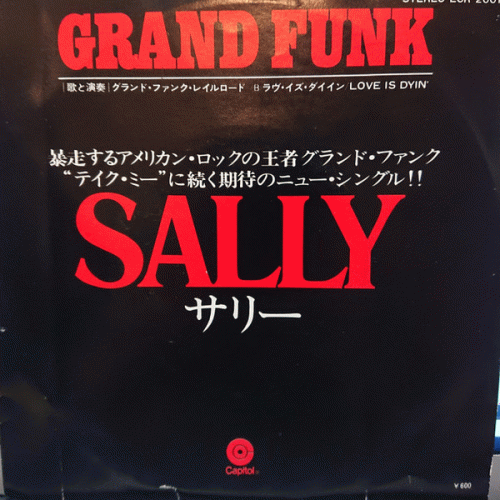 STEREO
GRAND FUNK
歌と演奏 グランド・ファンク・レイルロード B ラヴ・イズ・ダイイン LOVE IS DYIN'
暴走するアメリカン・ロックの王者グランド・ファンク
“テイク・ミー”に続く期待のニュー・シングル!!
SALLY
サリー
Capitol®
¥600